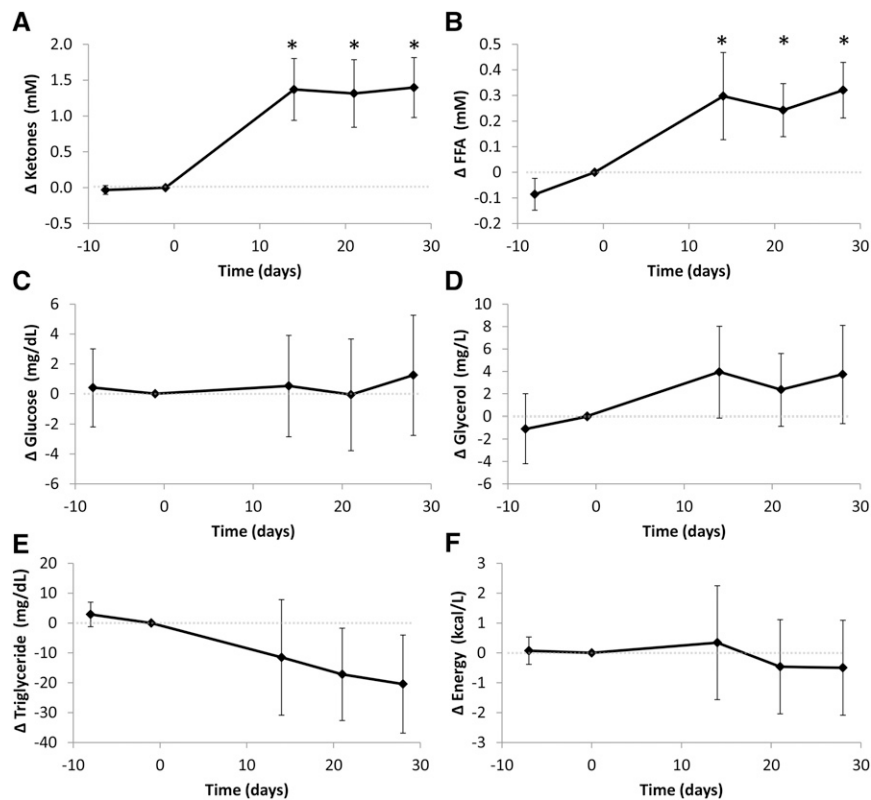 A
Δ Ketones (mM)
2.0
* * *
1.5
1.0
0.5
0.0
-0.5
-10 0 10 20 30
Time (days)
B
Δ FFA (mM)
0.5
* * *
0.4
0.3
0.2
0.1
0
-0.1
-0.2
-10 0 10 20 30
Time (days)
C
Δ Glucose (mg/dL)
6
4
2
0
-2
-4
-6
-10 0 10 20 30
Time (days)
D
Δ Glycerol (mg/L)
10
8
6
4
2
0
-2
-4
-6
-10 0 10 20 30
Time (days)
E
Δ Triglyceride (mg/dL)
20
10
0
-10
-20
-30
-40
-10 0 10 20 30
Time (days)
F
Δ Energy (kcal/L)
3
2
1
0
-1
-2
-3
-10 0 10 20 30
Time (days)